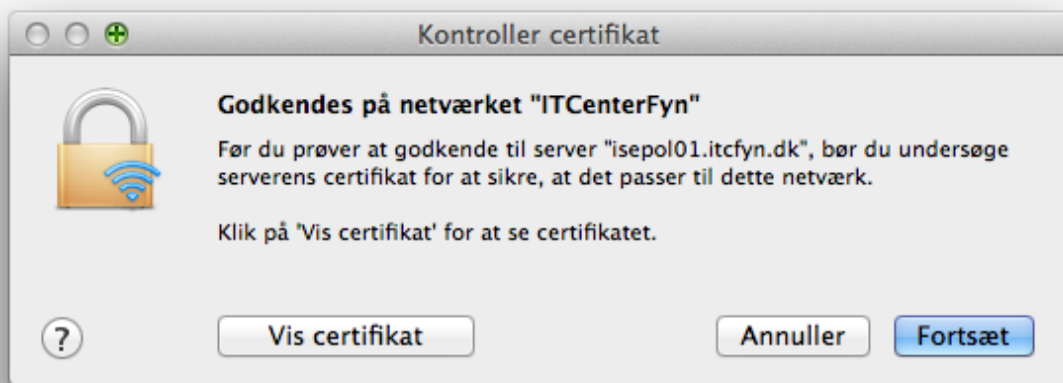 Kontroller certifikat
Godkendes på netværket "ITCenterFyn"
Før du prøver at godkende til server "isepol01.itcfyn.dk", bør du undersøge
serverens certifikat for at sikre, at det passer til dette netværk.
Klik på 'Vis certifikat' for at se certifikatet.
? Vis certifikat Annuller Fortsæt